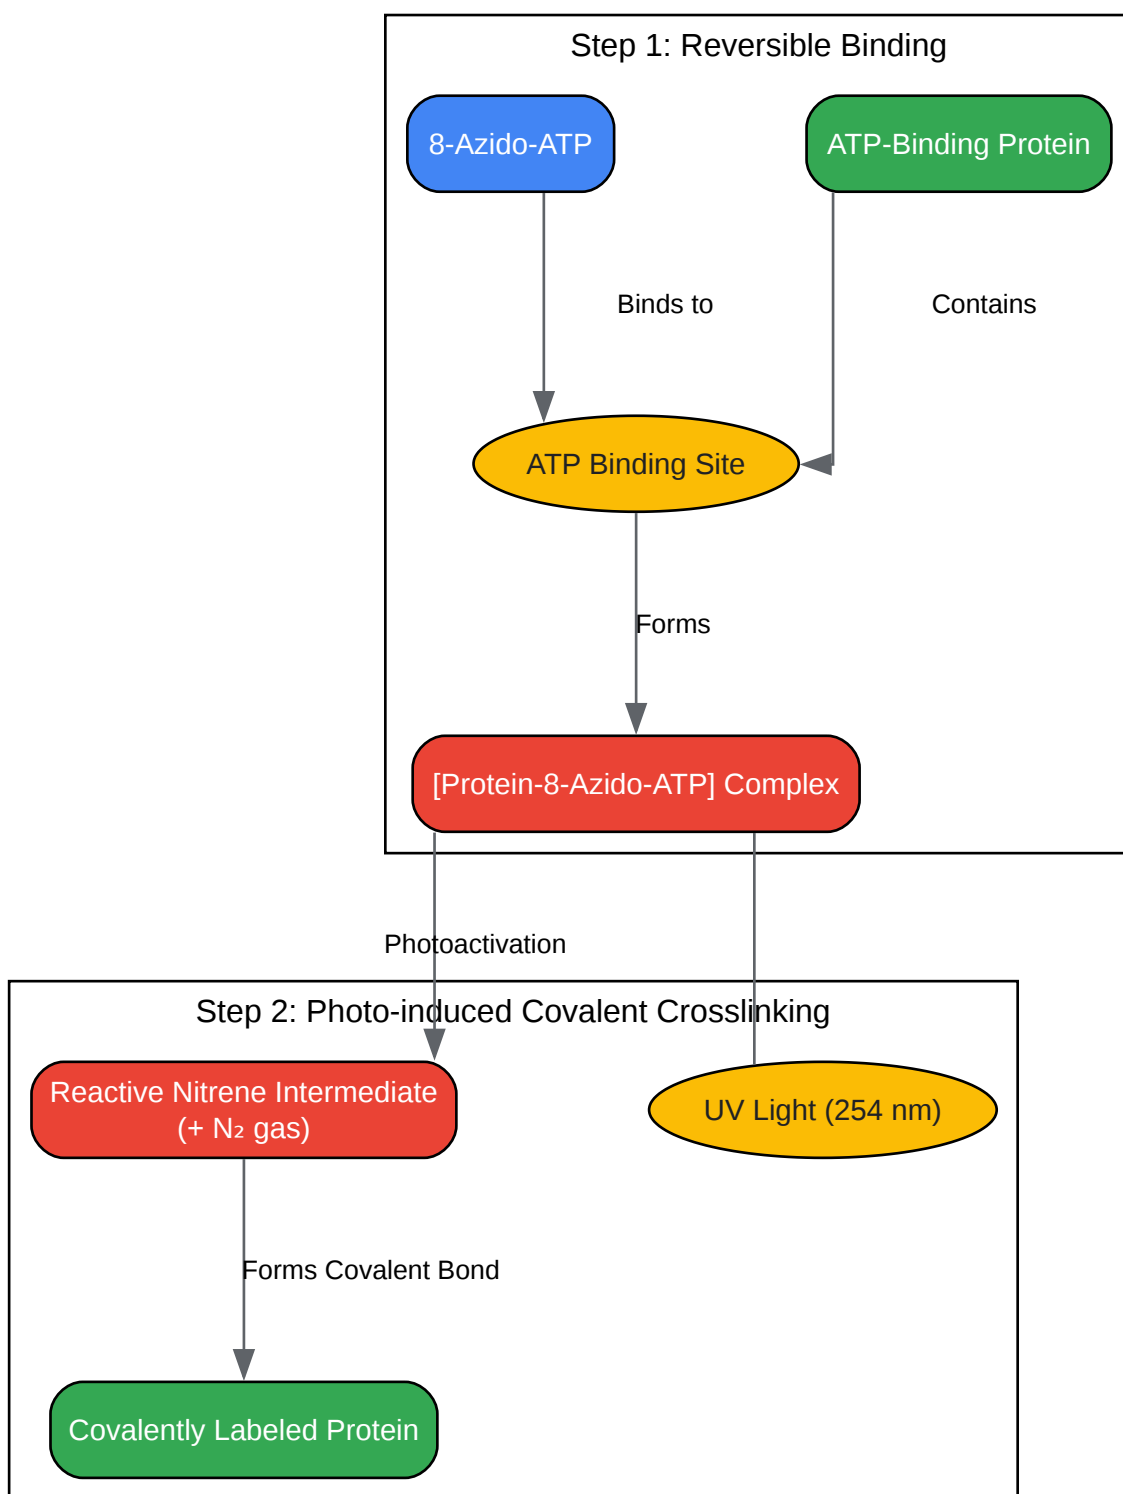 Step 1: Reversible Binding
8-Azido-ATP
ATP-Binding Protein
Binds to
Contains
ATP Binding Site
Forms
[Protein-8-Azido-ATP] Complex
Photoactivation
Step 2: Photo-induced Covalent Crosslinking
Reactive Nitrene Intermediate
(+ N₂ gas)
UV Light (254 nm)
Forms Covalent Bond
Covalently Labeled Protein